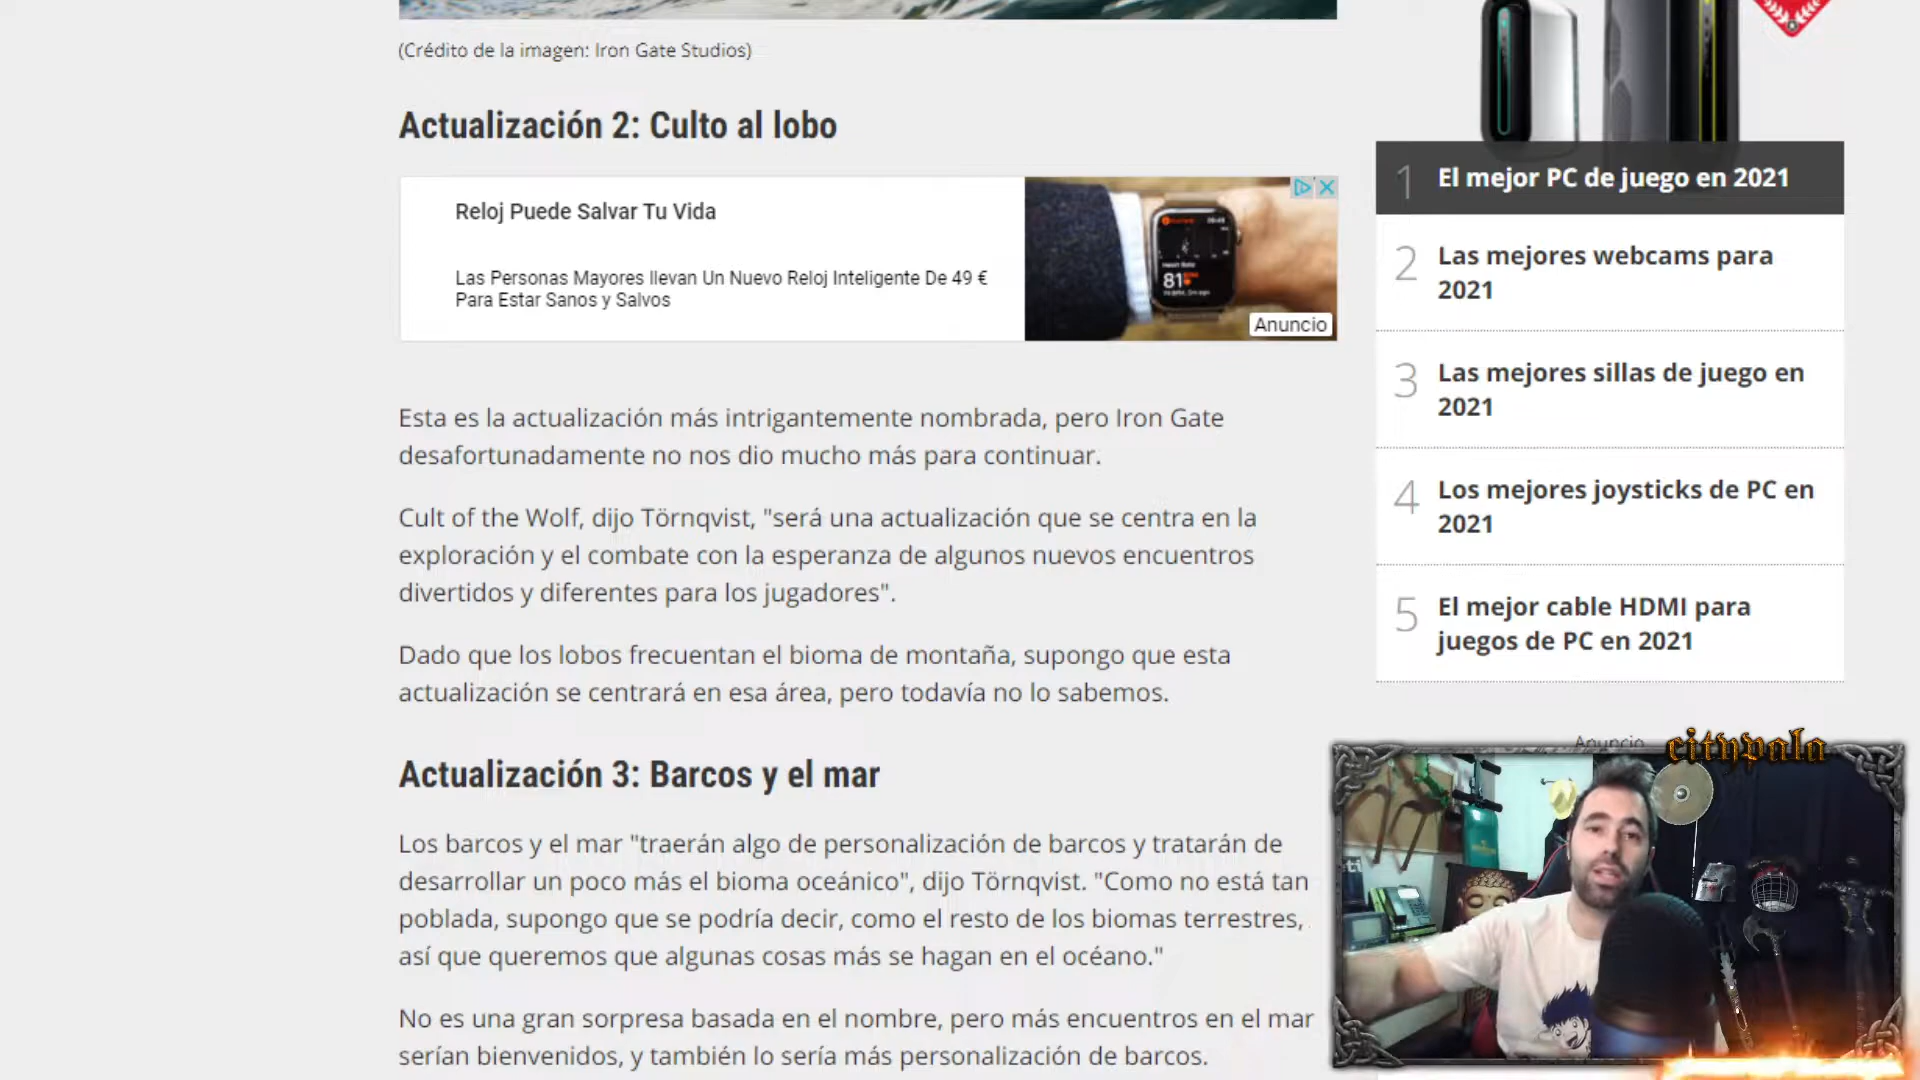 (Crédito de la imagen: Iron Gate Studios)
Actualización 2: Culto al lobo
Reloj Puede Salvar Tu Vida
Las Personas Mayores llevan Un Nuevo Reloj Inteligente De 49 €
Para Estar Sanos y Salvos
81
Anuncio
Esta es la actualización más intrigantemente nombrada, pero Iron Gate
desafortunadamente no nos dio mucho más para continuar.
Cult of the Wolf, dijo Törnqvist, "será una actualización que se centra en la
exploración y el combate con la esperanza de algunos nuevos encuentros
divertidos y diferentes para los jugadores".
Dado que los lobos frecuentan el bioma de montaña, supongo que esta
actualización se centrará en esa área, pero todavía no lo sabemos.
Actualización 3: Barcos y el mar
Los barcos y el mar "traerán algo de personalización de barcos y tratarán de
desarrollar un poco más el bioma oceánico", dijo Törnqvist. "Como no está tan
poblada, supongo que se podría decir, como el resto de los biomas terrestres,
así que queremos que algunas cosas más se hagan en el océano."
No es una gran sorpresa basada en el nombre, pero más encuentros en el mar
serían bienvenidos, y también lo sería más personalización de barcos.
1 El mejor PC de juego en 2021
2 Las mejores webcams para
2021
3 Las mejores sillas de juego en
2021
4 Los mejores joysticks de PC en
2021
5 El mejor cable HDMI para
juegos de PC en 2021
Anuncio
citypala